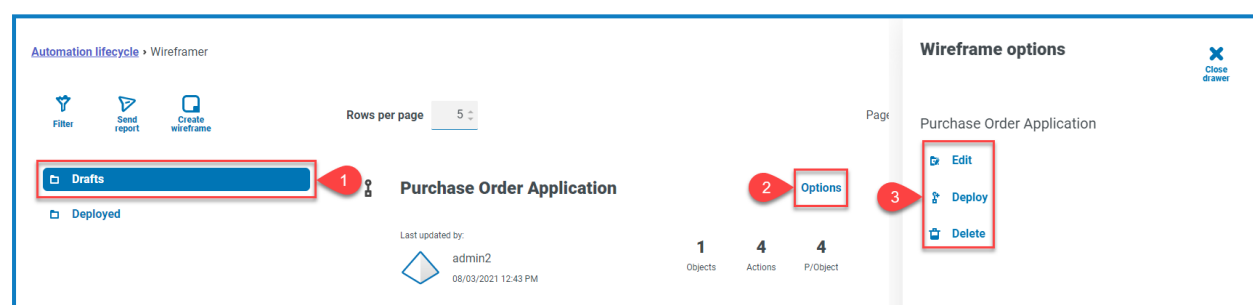 Automation lifecycle › Wireframer
Filter
Send report
Create wireframe
Rows per page 5
Page
Drafts
Deployed
1
Purchase Order Application
2
Options
Last updated by:
admin2
08/03/2021 12:43 PM
1 4 4
Objects Actions P/Object
Wireframe options
Close drawer
Purchase Order Application
3
Edit
Deploy
Delete